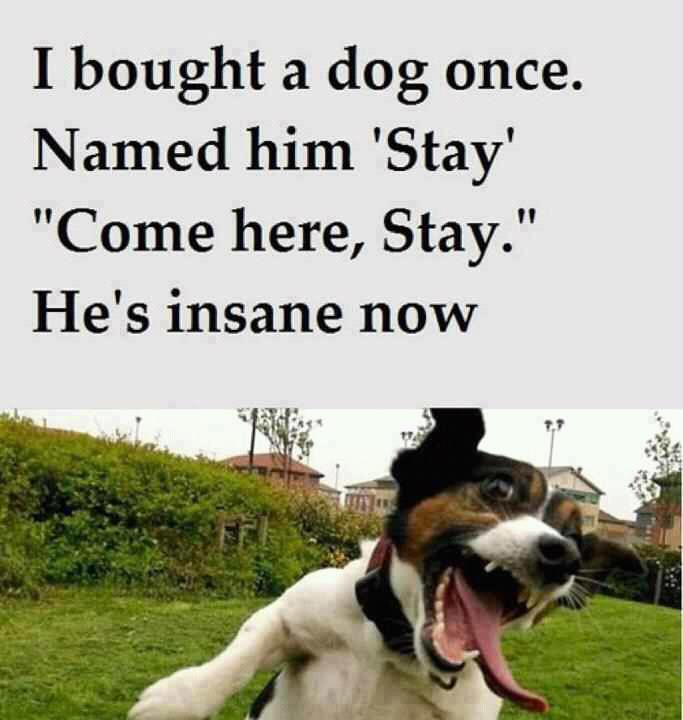 I bought a dog once.
Named him 'Stay'
"Come here, Stay."
He's insane now